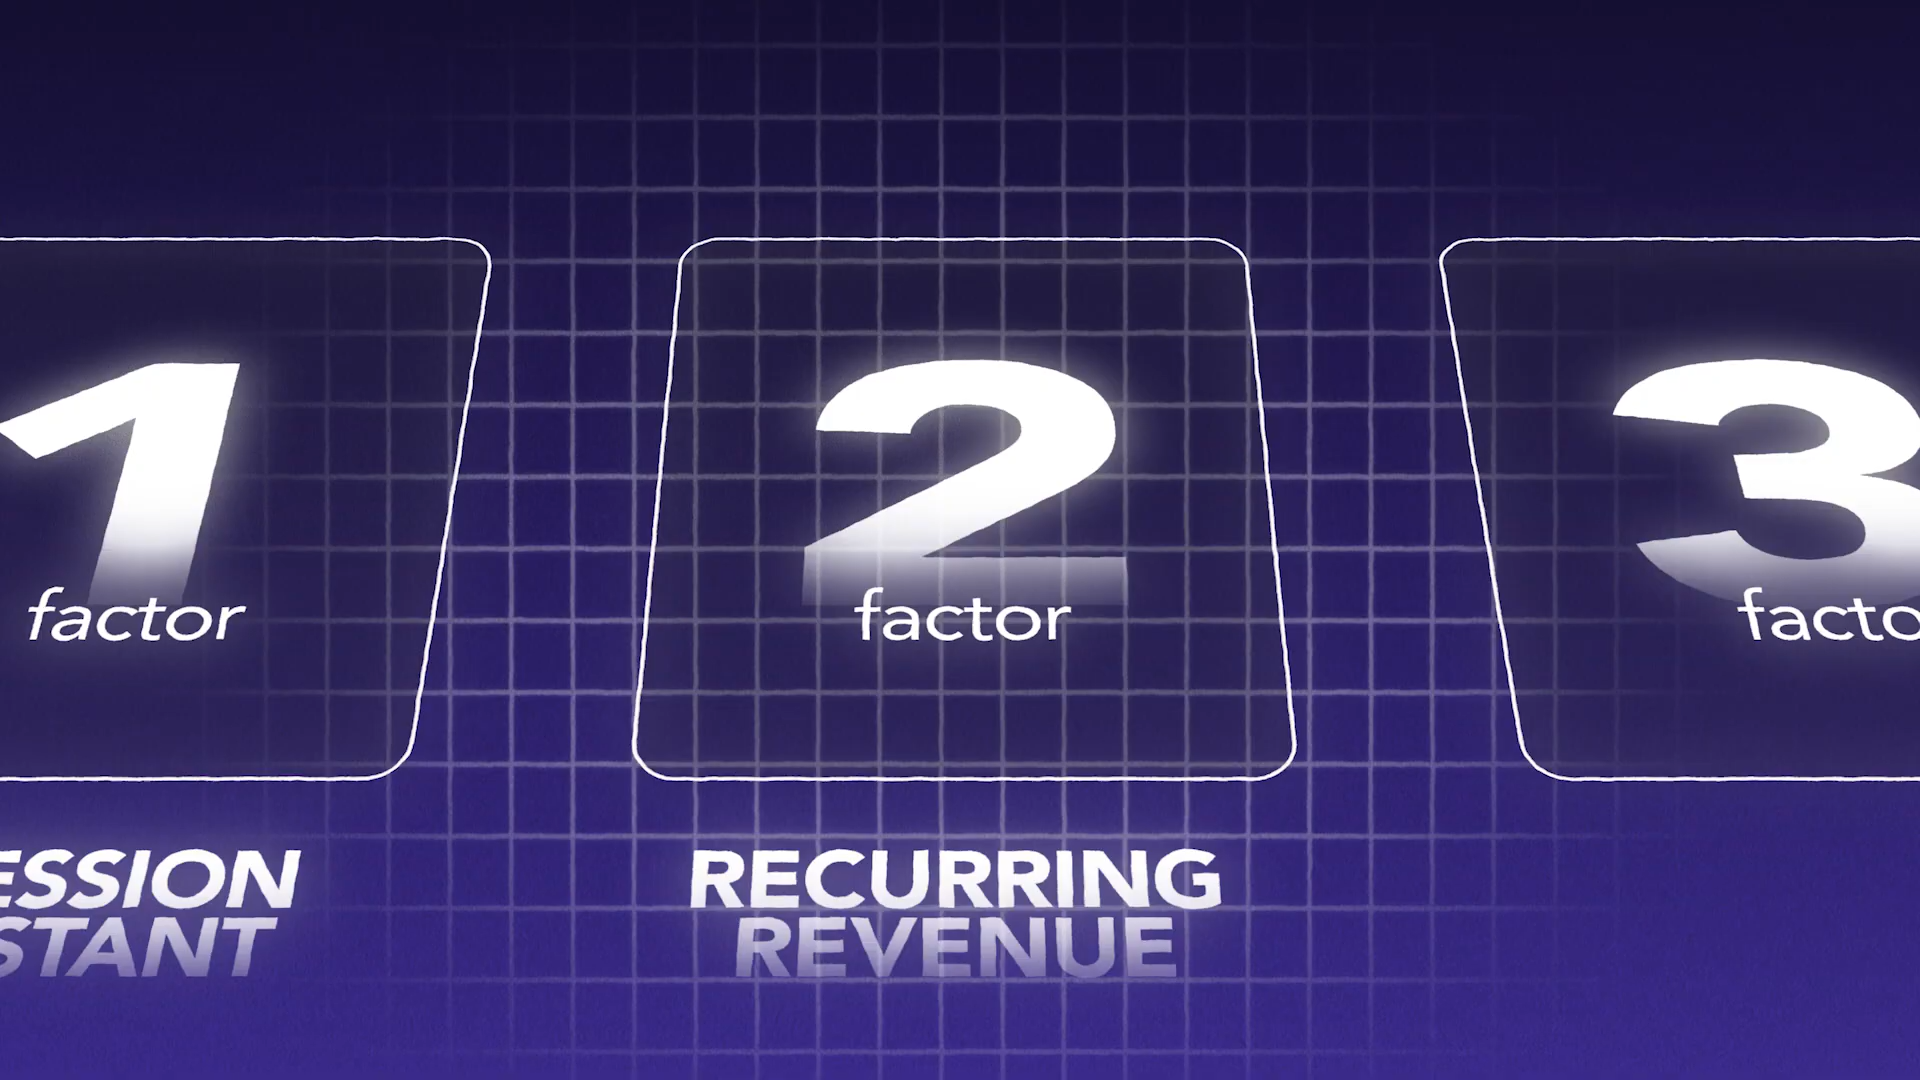 1
factor
ESSION
STANT
2
factor
RECURRING
REVENUE
3
facto